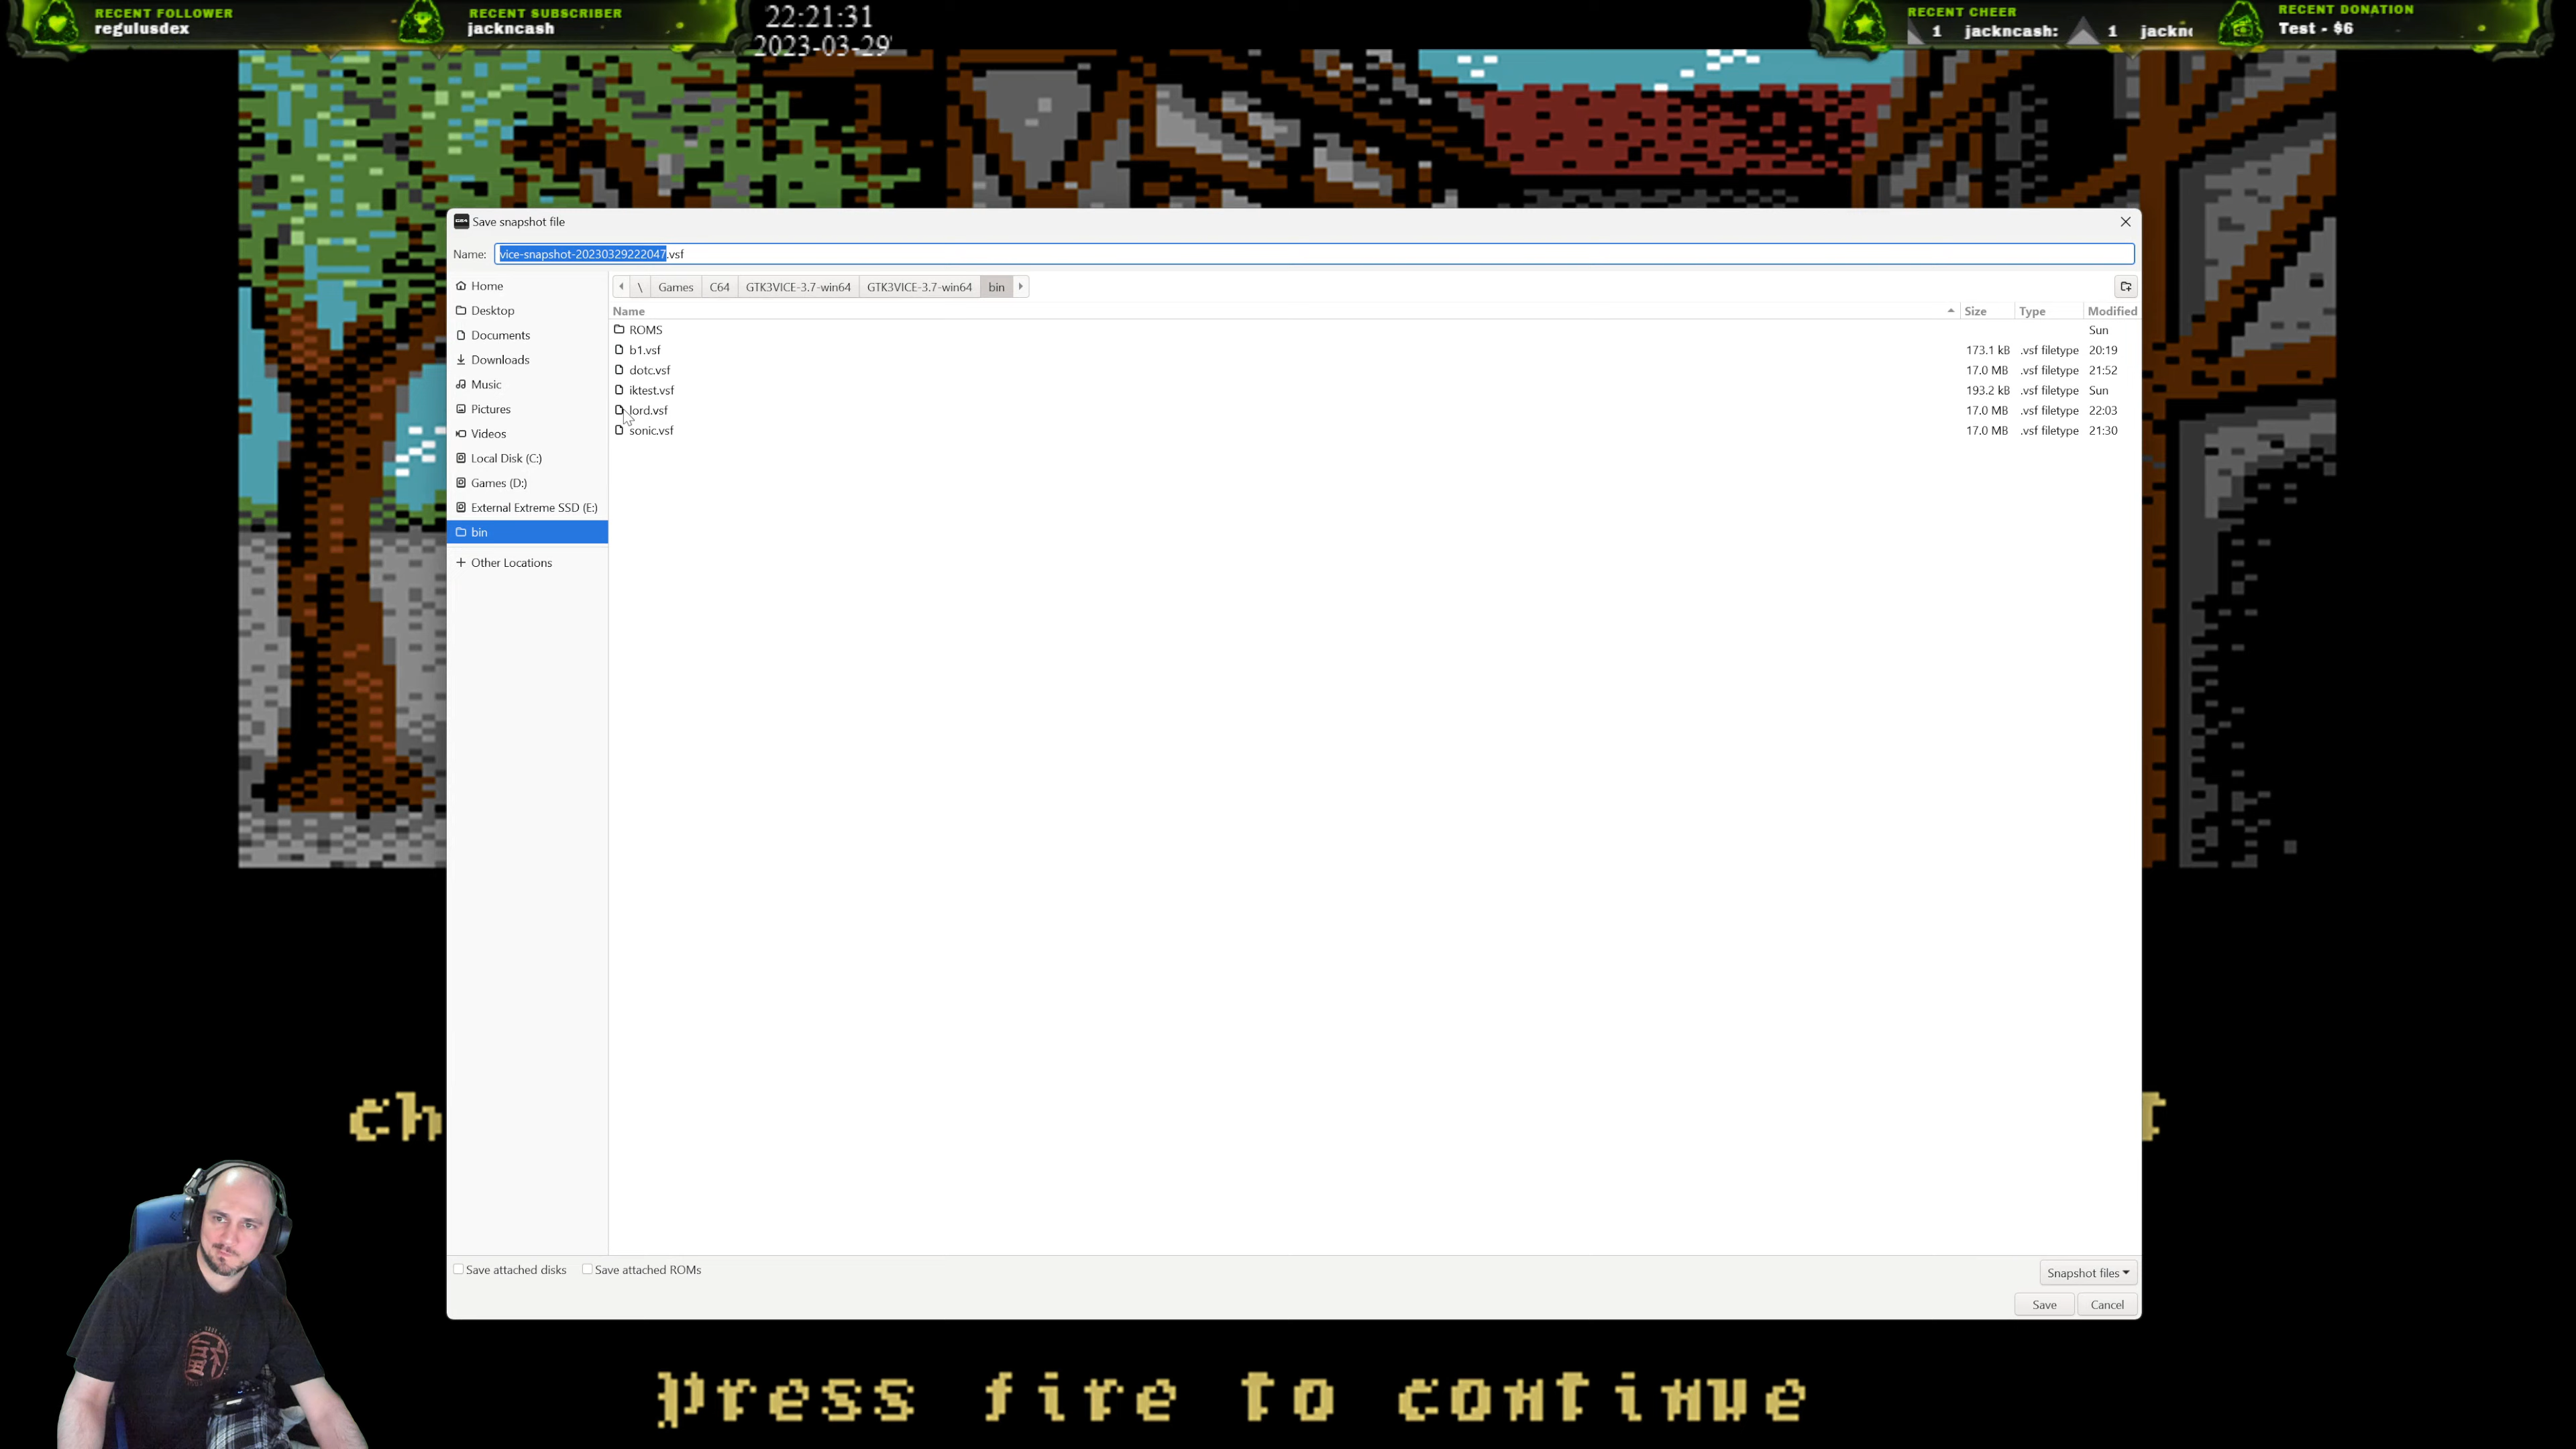 RECENT FOLLOWER
regulusdex
RECENT SUBSCRIBER
jackncash
22:21:31
2023-03-29
RECENT CHEER
1 jackncash: 1 jackn
RECENT DONATION
Test - $6
Save snapshot file
Name: vice-snapshot-20230329222047.vsf
Home
Desktop
Documents
Downloads
Music
Pictures
Videos
Local Disk (C:)
Games (D:)
External Extreme SSD (E:)
bin
Other Locations
\ Games C64 GTK3VICE-3.7-win64 GTK3VICE-3.7-win64 bin
Name Size Type Modified
ROMS Sun
b1.vsf 173.1 kB .vsf filetype 20:19
dotc.vsf 17.0 MB .vsf filetype 21:52
iktest.vsf 193.2 kB .vsf filetype Sun
lord.vsf 17.0 MB .vsf filetype 22:03
sonic.vsf 17.0 MB .vsf filetype 21:30
ch
Save attached disks Save attached ROMs
Snapshot files
Save Cancel
press fire to continue